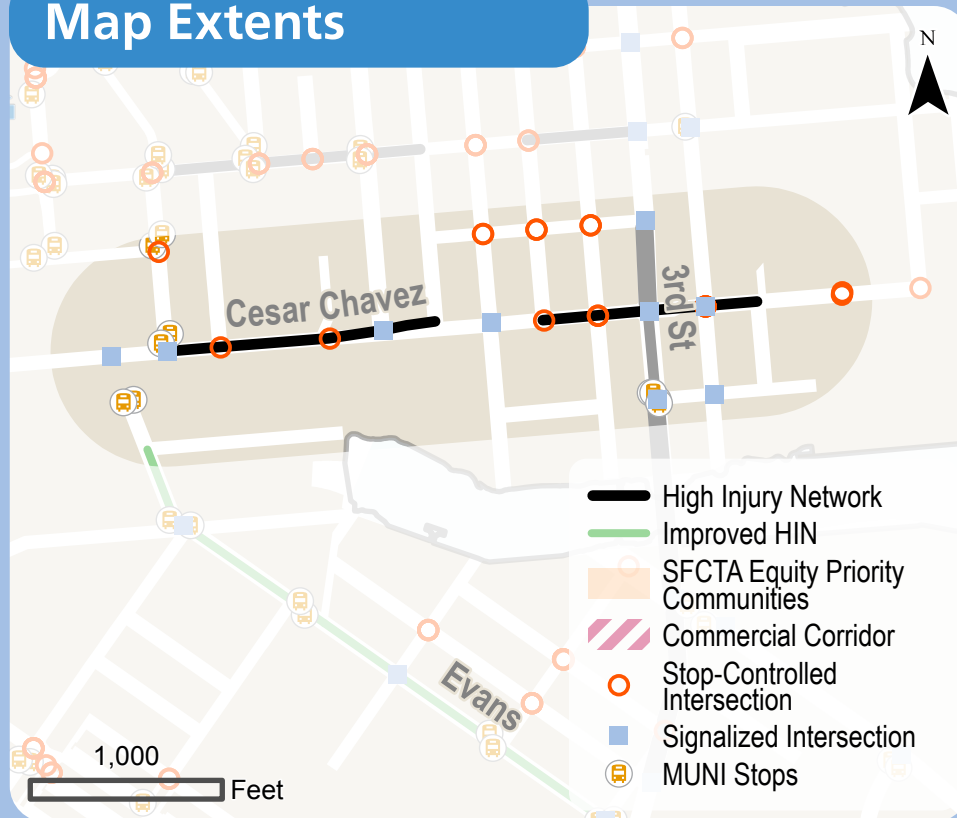 Map Extents
N
Cesar Chavez
3rd St
Evans
High Injury Network
Improved HIN
SFCTA Equity Priority
Communities
Commercial Corridor
Stop-Controlled
Intersection
Signalized Intersection
MUNI Stops
1,000
Feet